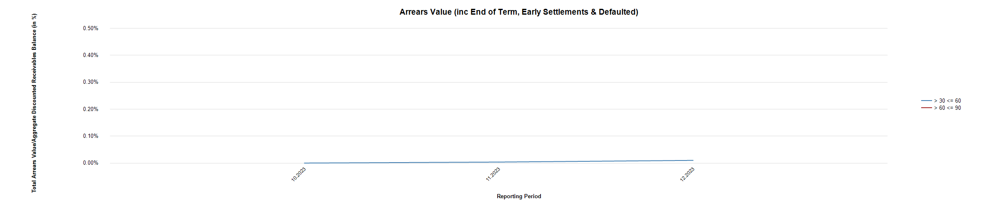 Arrears Value (inc End of Term, Early Settlements & Defaulted)
Total Arrears Value/Aggregate Discounted Receivables Balance (in %)
0.50%
0.40%
0.30%
0.20%
0.10%
0.00%
10.2023
11.2023
12.2023
Reporting Period
> 30 <= 60
> 60 <= 90